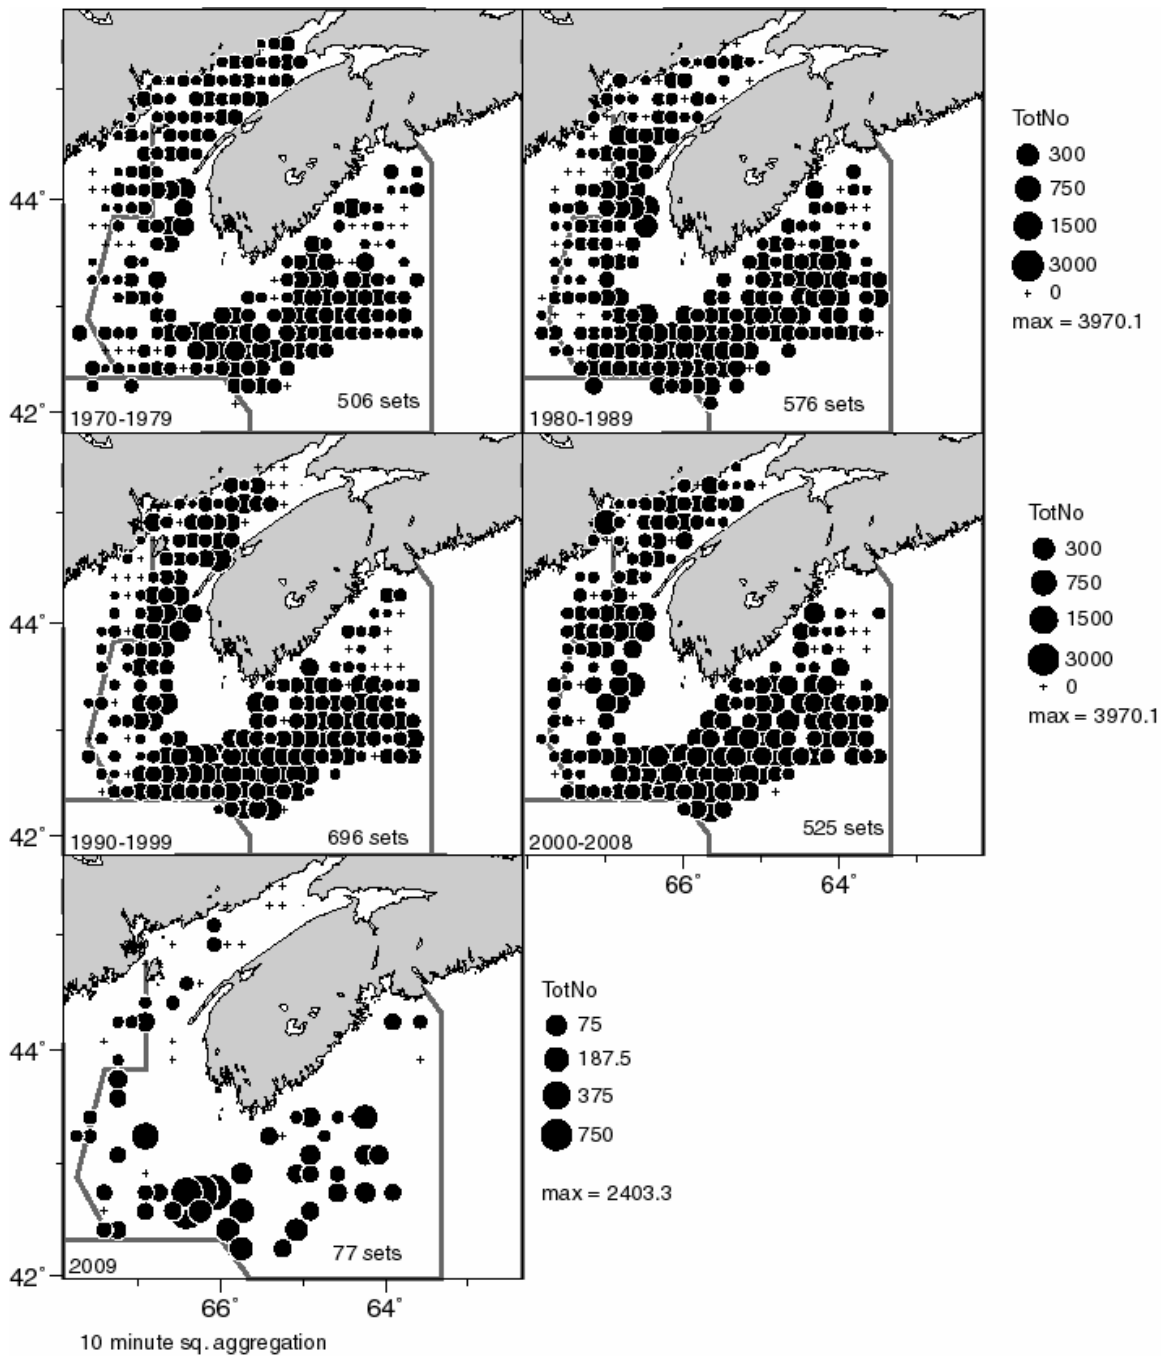 TotNo
300
750
1500
3000
+ 0
max = 3970.1
44°
42°
506 sets
576 sets
1970-1979
1980-1989
TotNo
300
750
1500
3000
+ 0
max = 3970.1
44°
42°
696 sets
525 sets
1990-1999
2000-2008
66°
64°
TotNo
75
187.5
375
750
max = 2403.3
44°
42°
77 sets
2009
66°
64°
10 minute sq. aggregation